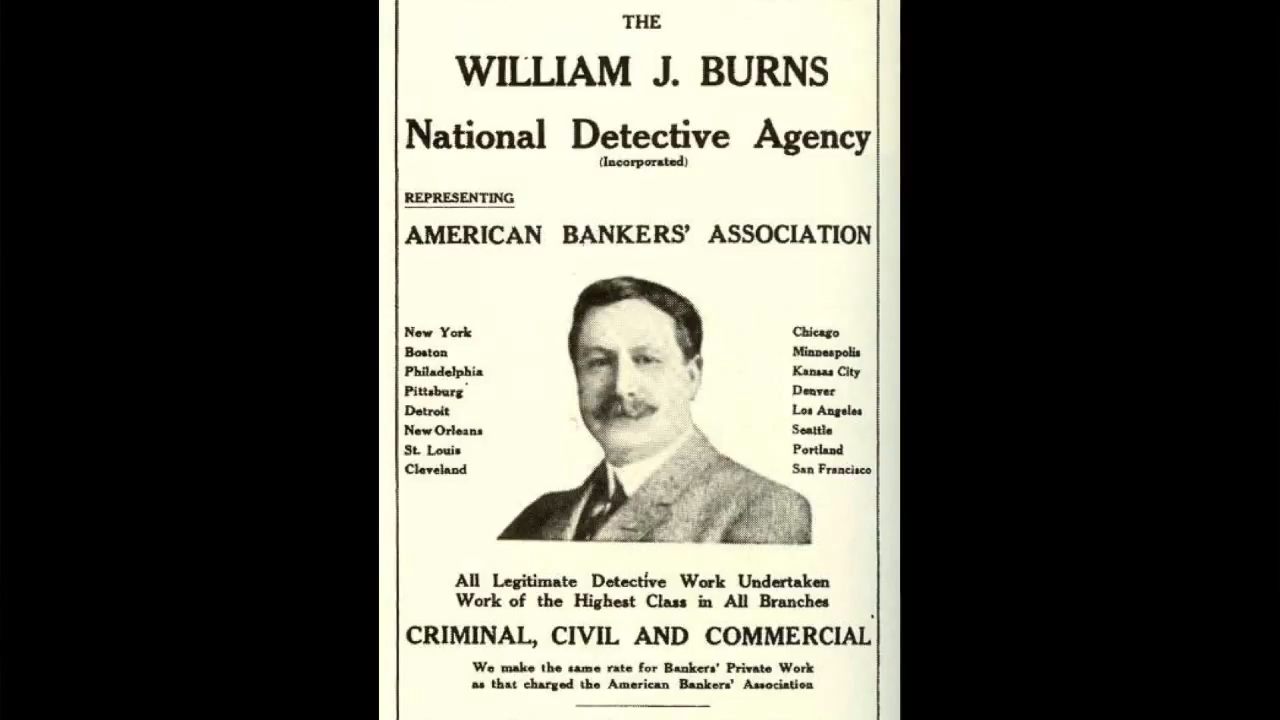 THE
WILLIAM J. BURNS
National Detective Agency
(Incorporated)
REPRESENTING
AMERICAN BANKERS' ASSOCIATION
New York
Boston
Philadelphia
Pittsburg
Detroit
New Orleans
St. Louis
Cleveland
Chicago
Minneapolis
Kansas City
Denver
Los Angeles
Seattle
Portland
San Francisco
All Legitimate Detective Work Undertaken
Work of the Highest Class in All Branches
CRIMINAL, CIVIL AND COMMERCIAL
We make the same rate for Bankers' Private Work
as that charged the American Bankers' Association